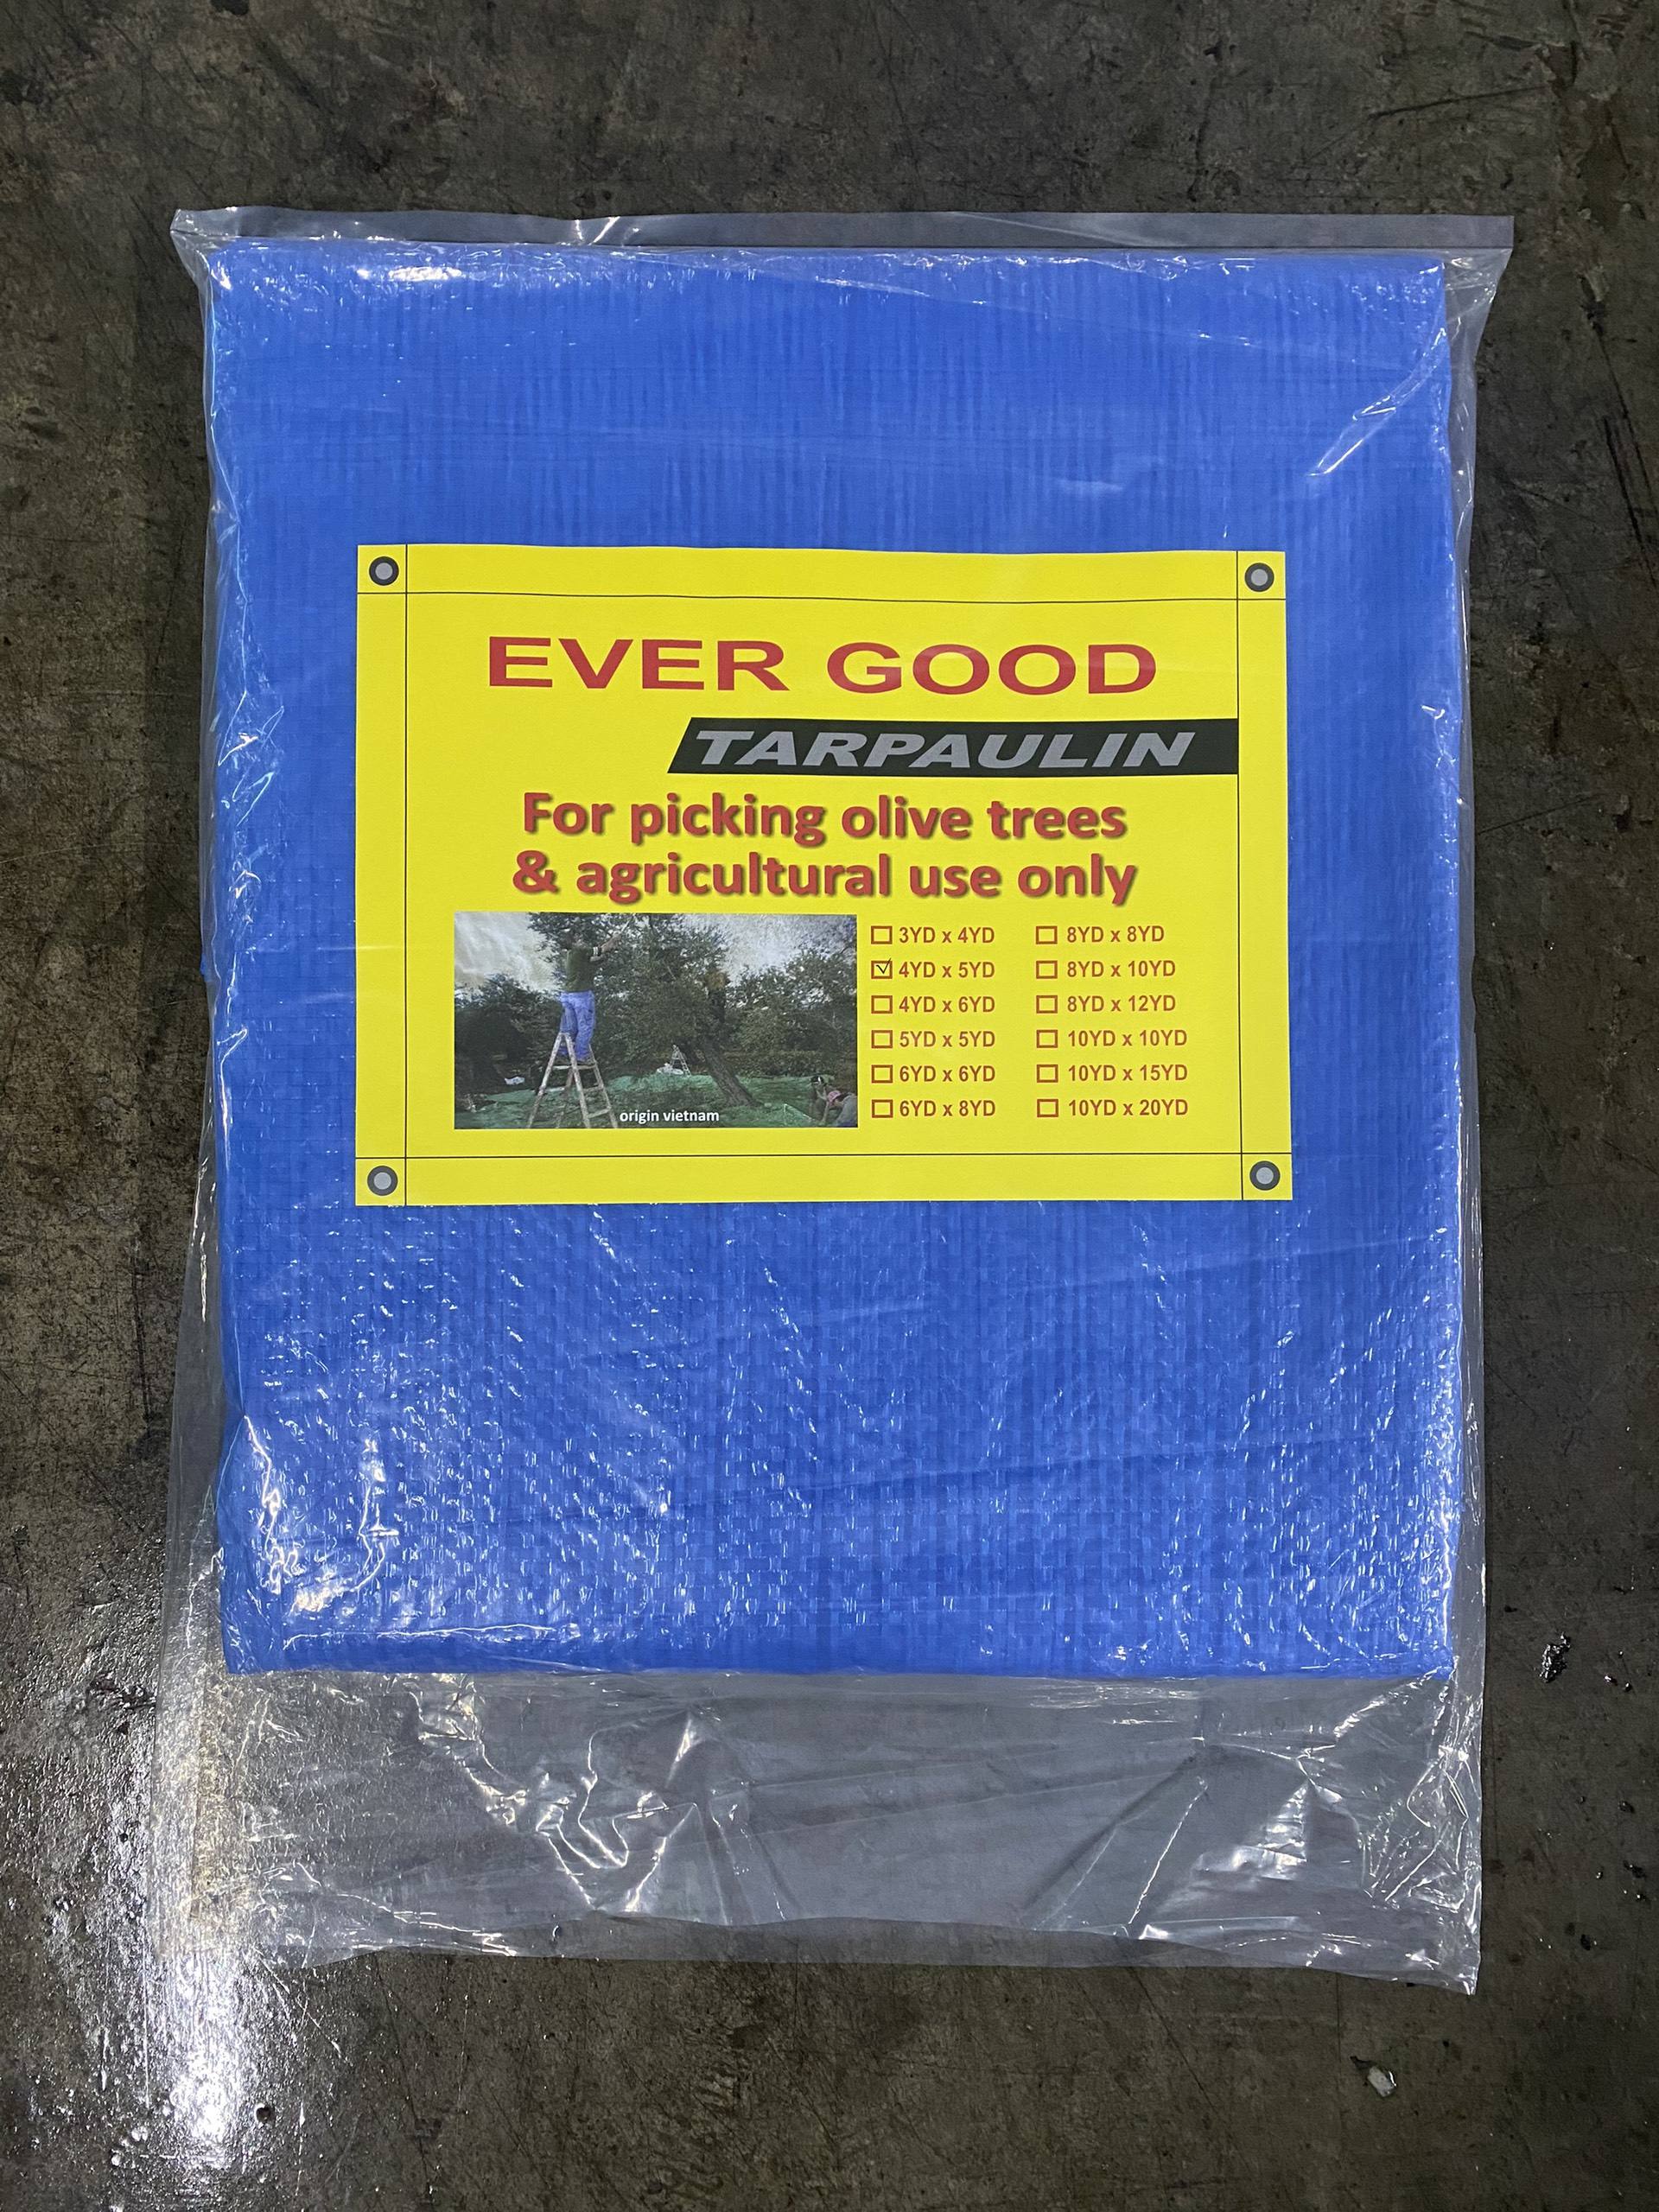 EVER GOOD
TARPAULIN
For picking olive trees
& agricultural use only
3YD x 4YD
4YD x 5YD
4YD x 6YD
5YD x 5YD
6YD x 6YD
6YD x 8YD
8YD x 8YD
8YD x 10YD
8YD x 12YD
10YD x 10YD
10YD x 15YD
10YD x 20YD
origin vietnam